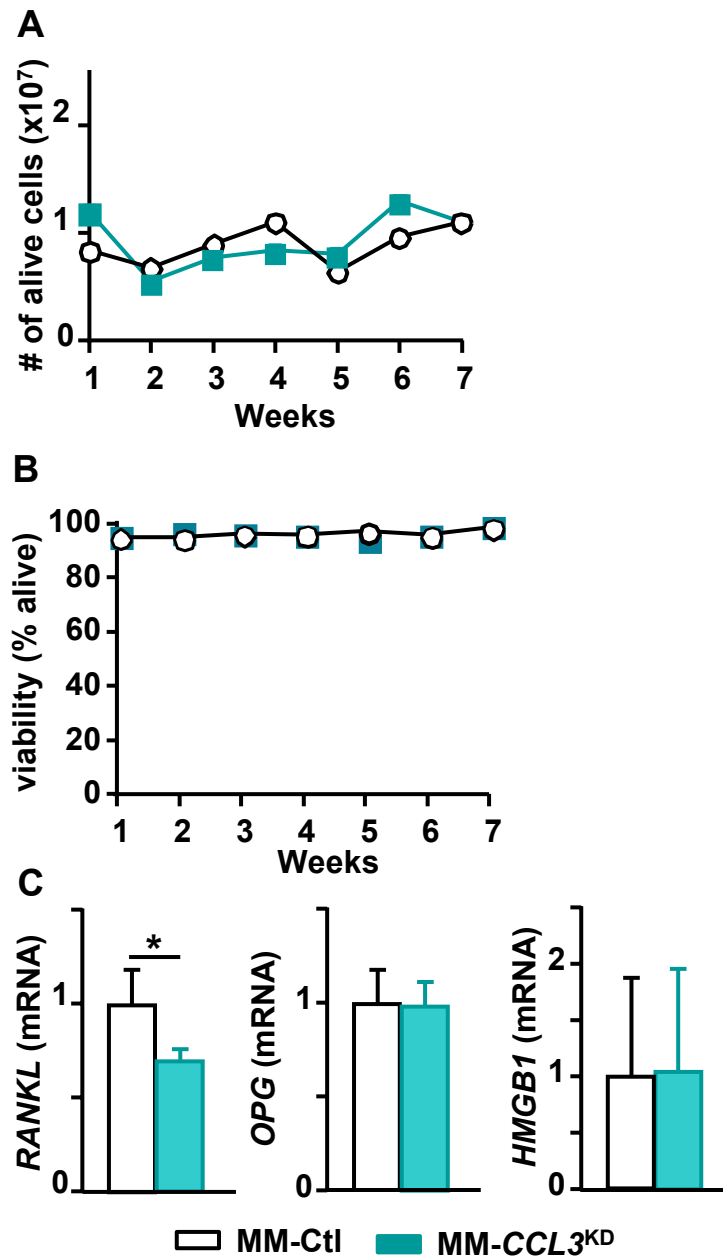 A
# of alive cells (x10⁷)
2
1
0
1 2 3 4 5 6 7
Weeks
B
viability (% alive)
100
80
60
40
20
0
1 2 3 4 5 6 7
Weeks
C
RANKL (mRNA)
1
0
*
OPG (mRNA)
1
0
HMGB1 (mRNA)
2
1
0
MM-Ctl MM-CCL3ᴷᴰ